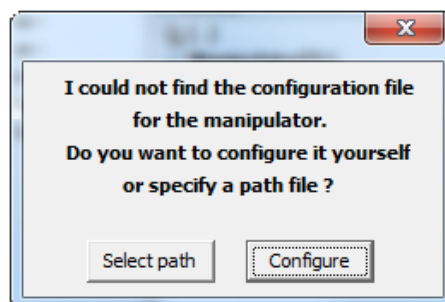 I could not find the configuration file
for the manipulator.
Do you want to configure it yourself
or specify a path file ?
Select path
Configure